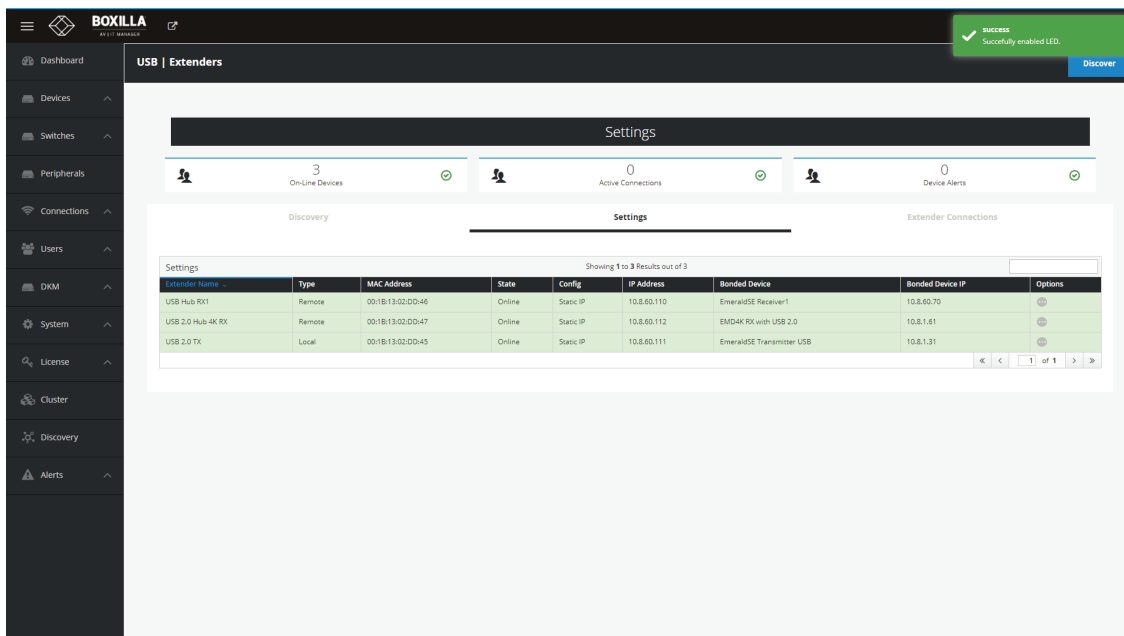 BOXILLA
AV | IT MANAGER
success
Succefully enabled LED.
Dashboard
USB | Extenders
Discover
Devices
Switches
Peripherals
Connections
Users
DKM
System
License
Cluster
Discovery
Alerts
Settings
3
On-Line Devices
0
Active Connections
0
Device Alerts
Discovery Settings Extender Connections
Settings Showing 1 to 3 Results out of 3
Extender Name Type MAC Address State Config IP Address Bonded Device Bonded Device IP Options
USB Hub RX1 Remote 00:1B:13:02:DD:46 Online Static IP 10.8.60.110 EmeraldSE Receiver1 10.8.60.70
USB 2.0 Hub 4K RX Remote 00:1B:13:02:DD:47 Online Static IP 10.8.60.112 EMD4K RX with USB 2.0 10.8.1.61
USB 2.0 TX Local 00:1B:13:02:DD:45 Online Static IP 10.8.60.111 EmeraldSE Transmitter USB 10.8.1.31
« < 1 of 1 > »